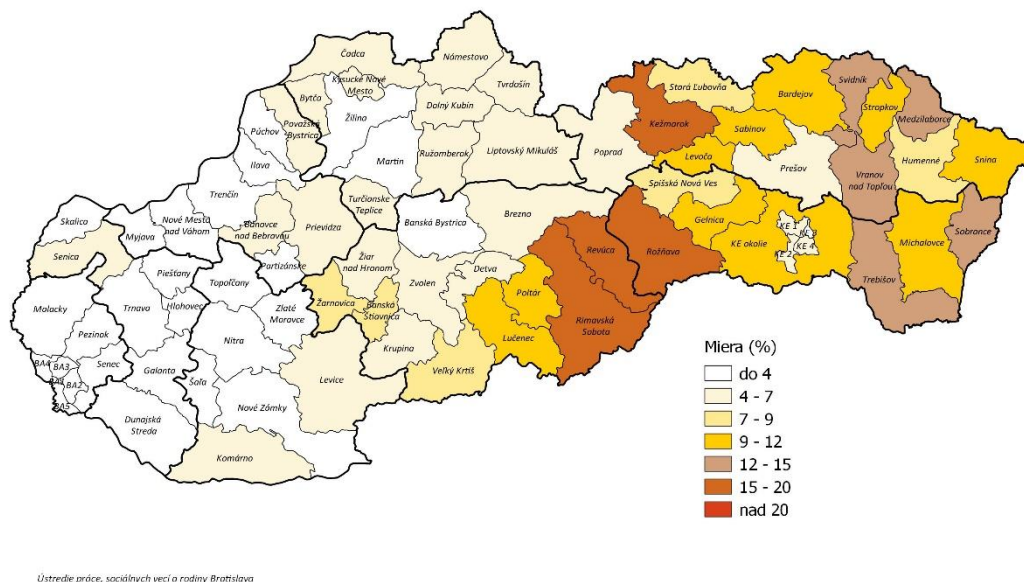 Čadca
Námestovo
Kysucké Nové
Mesto
Tvrdošín
Bytča
Dolný Kubín
Považská
Bystrica
Žilina
Púchov
Ilava
Martin
Ružomberok
Liptovský Mikuláš
Poprad
Kežmarok
Stará Ľubovňa
Bardejov
Svidník
Stropkov
Medzilaborce
Sabinov
Levoča
Prešov
Vranov
nad Topľou
Humenné
Snina
Trenčín
Turčianske
Teplice
Banská Bystrica
Brezno
Spišská Nová Ves
Gelnica
KE okolie
KE 1
KE 3
KE 4
Michalovce
Sobrance
Trebišov
Skalica
Myjava
Nové Mesto
nad Váhom
Bánovce
nad Bebravou
Prievidza
Senica
Partizánske
Žiar
nad Hronom
Revúca
Rožňava
Detva
Zvolen
Malacky
Piešťany
Topoľčany
Žarnovica
Banská
Štiavnica
Poltár
Rimavská
Sobota
Trnava
Hlohovec
Zlaté
Moravce
Pezinok
Nitra
Krupina
Lučenec
Veľký Krtíš
BA4
BA3
BA2
BA5
Senec
Galanta
Šaľa
Levice
Nové Zámky
Dunajská
Streda
Komárno
Miera (%)
do 4
4 - 7
7 - 9
9 - 12
12 - 15
15 - 20
nad 20
Ústredie práce, sociálnych vecí a rodiny Bratislava